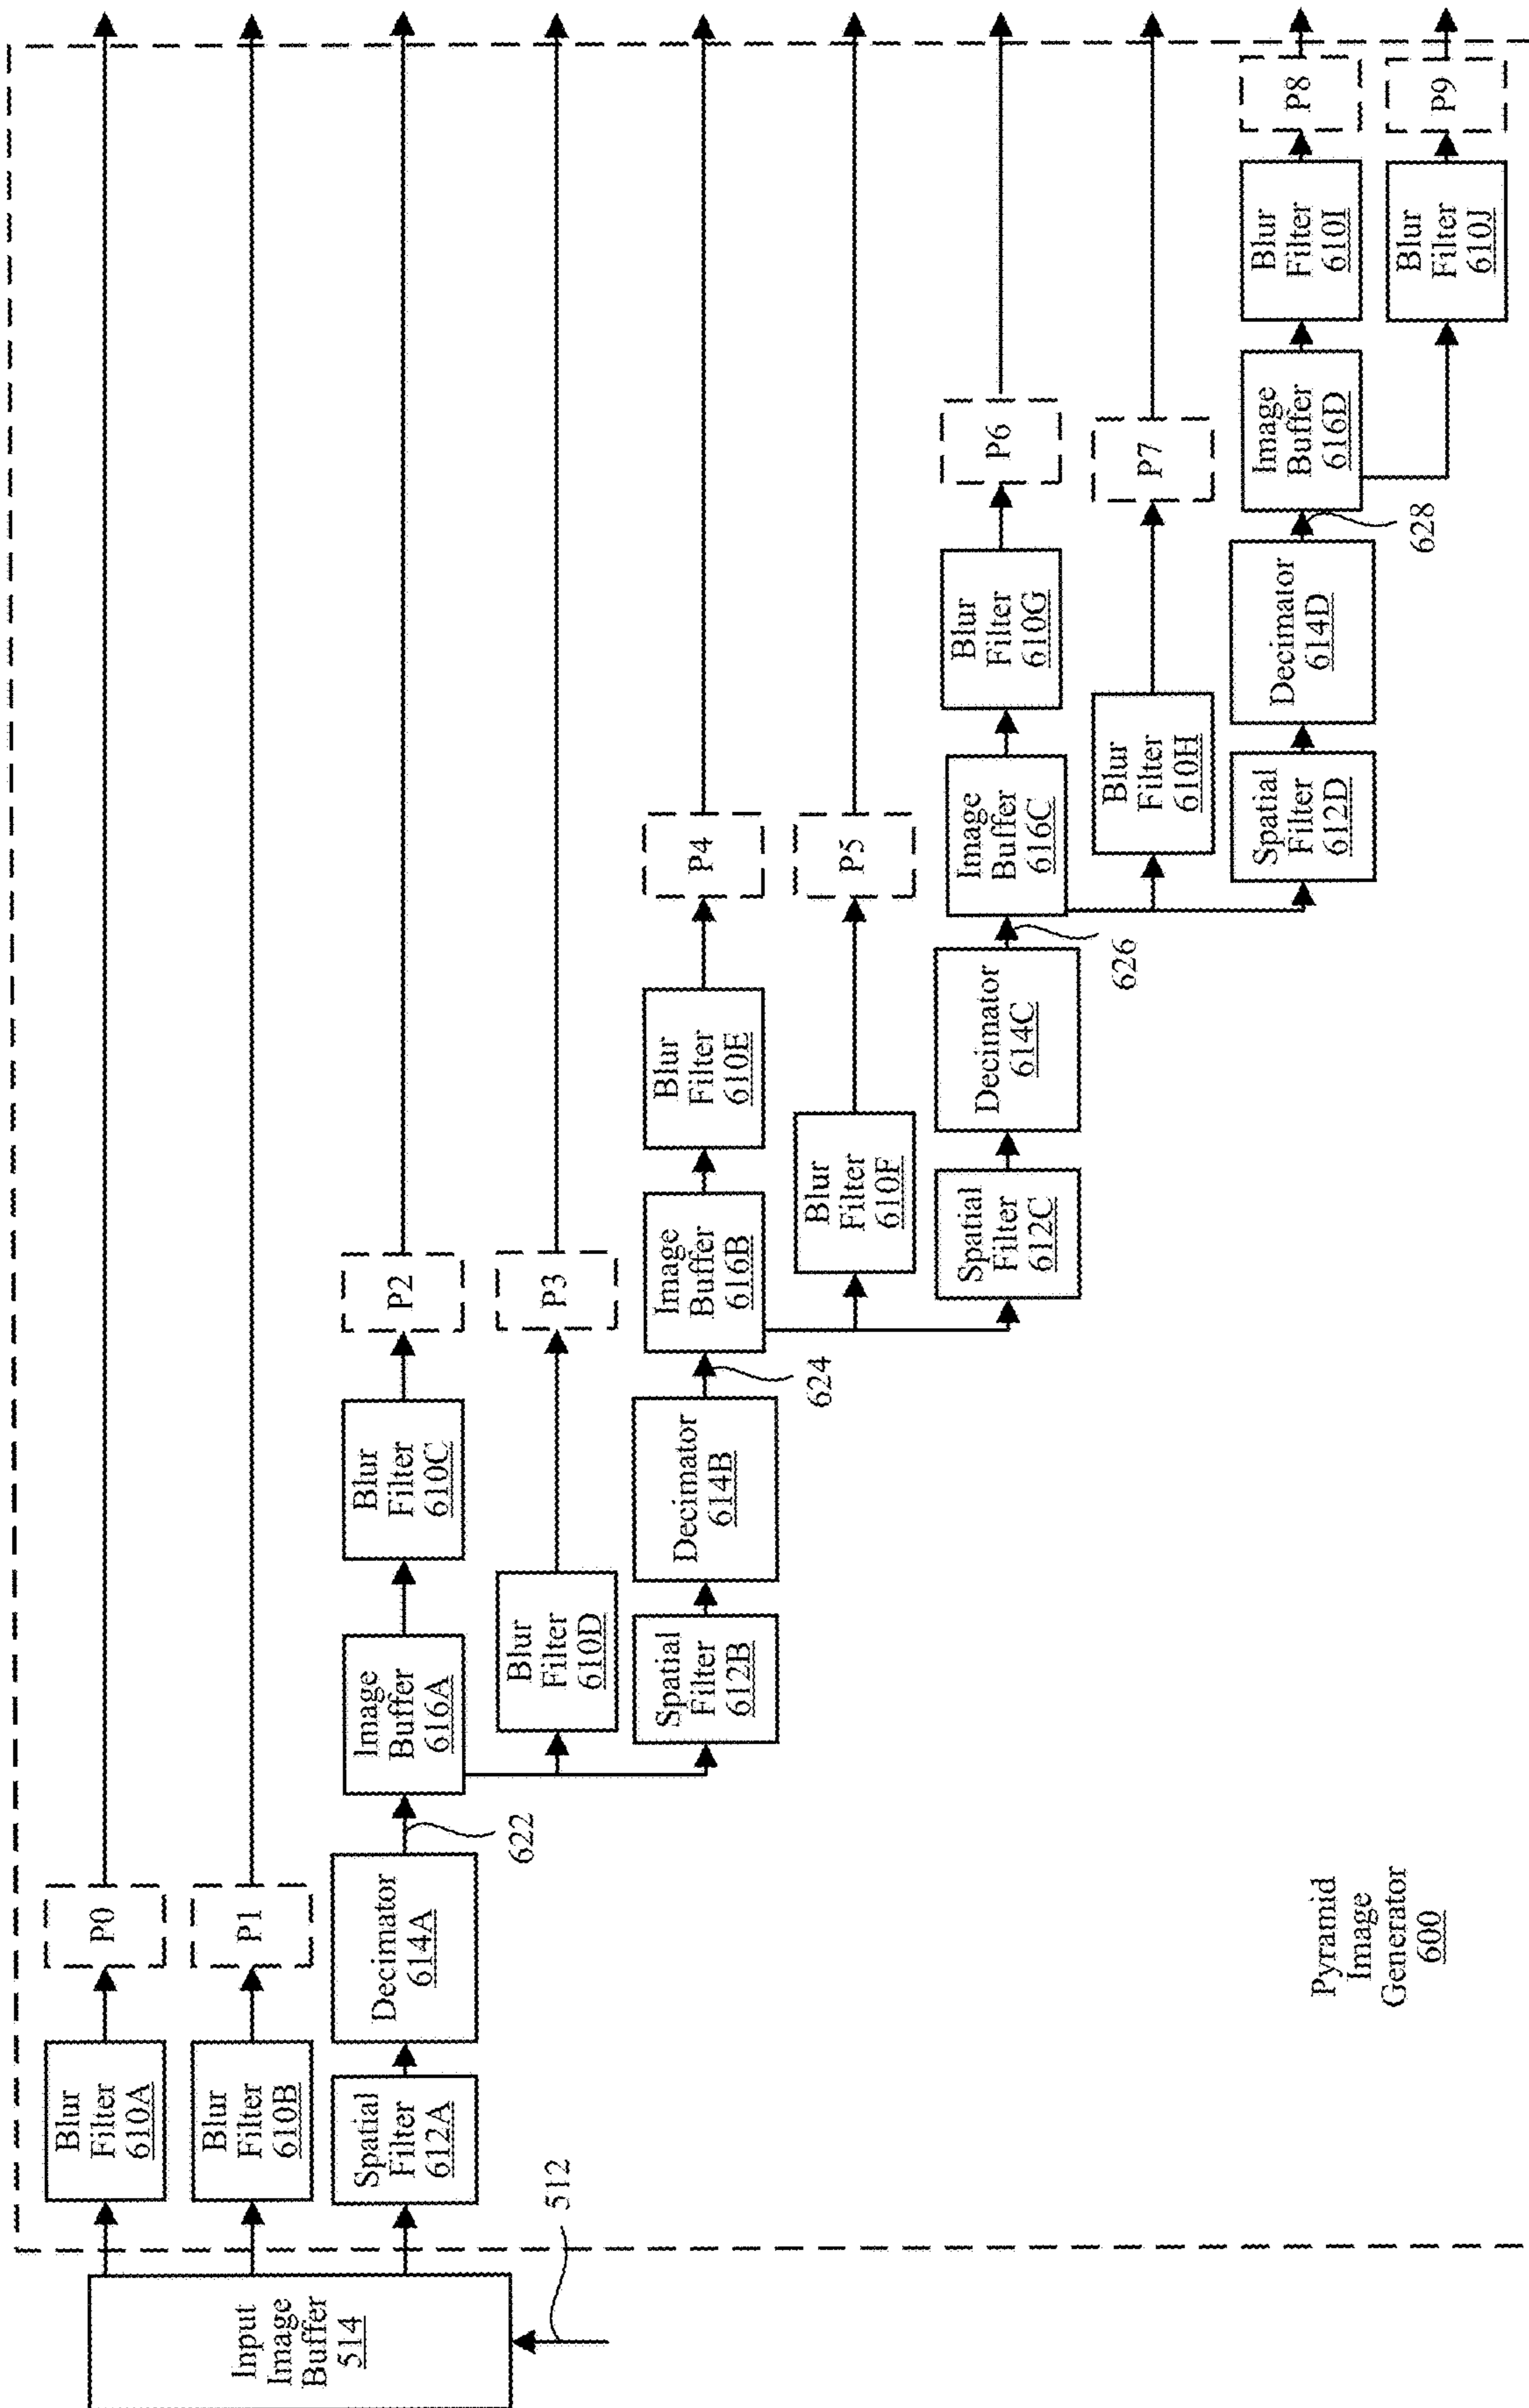 Input
Image
Buffer
514
512
Blur
Filter
610A
P0
Blur
Filter
610B
P1
Spatial
Filter
612A
Decimator
614A
622
Image
Buffer
616A
Blur
Filter
610C
P2
Blur
Filter
610D
P3
Spatial
Filter
612B
Decimator
614B
624
Image
Buffer
616B
Blur
Filter
610E
P4
Blur
Filter
610F
P5
Spatial
Filter
612C
Decimator
614C
626
Image
Buffer
616C
Blur
Filter
610G
P6
Blur
Filter
610H
P7
Spatial
Filter
612D
Decimator
614D
628
Image
Buffer
616D
Blur
Filter
610I
P8
Blur
Filter
610J
P9
Pyramid
Image
Generator
600